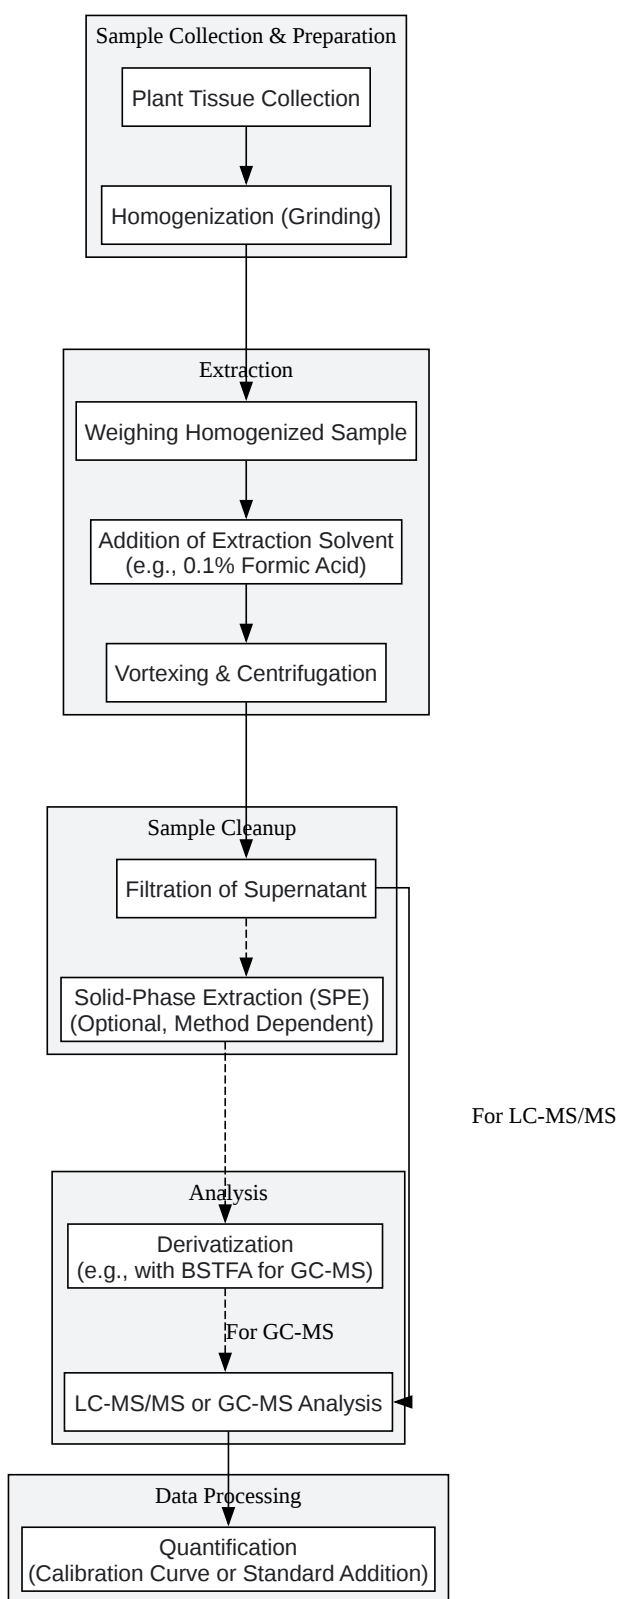 Sample Collection & Preparation
Plant Tissue Collection
Homogenization (Grinding)
Extraction
Weighing Homogenized Sample
Addition of Extraction Solvent
(e.g., 0.1% Formic Acid)
Vortexing & Centrifugation
Sample Cleanup
Filtration of Supernatant
Solid-Phase Extraction (SPE)
(Optional, Method Dependent)
For LC-MS/MS
Analysis
Derivatization
(e.g., with BSTFA for GC-MS)
For GC-MS
LC-MS/MS or GC-MS Analysis
Data Processing
Quantification
(Calibration Curve or Standard Addition)